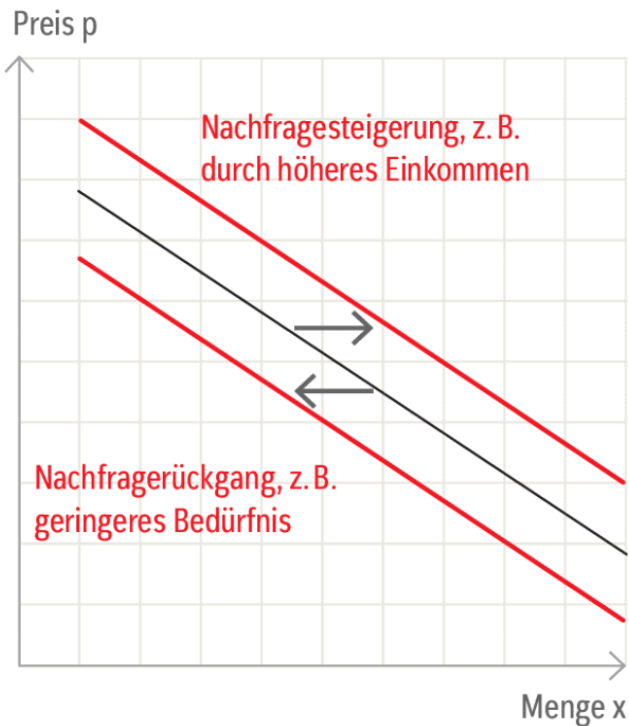 Preis p
Nachfragesteigerung, z. B.
durch höheres Einkommen
Nachfragerückgang, z. B.
geringeres Bedürfnis
Menge x